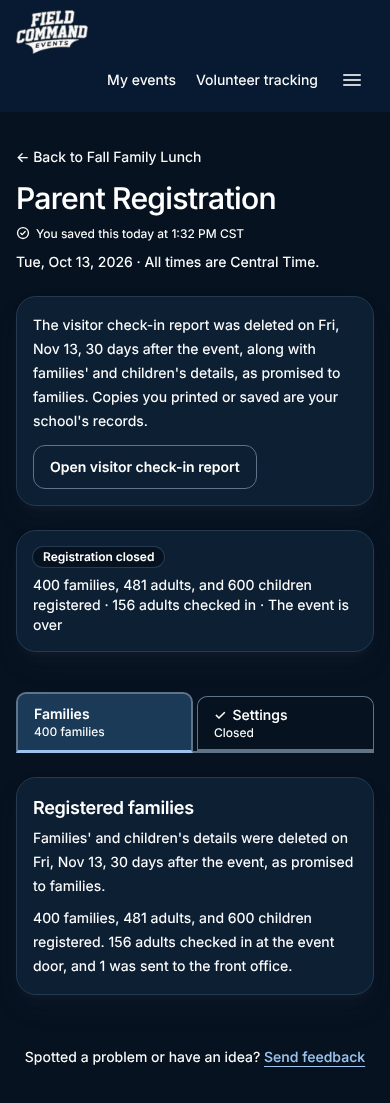 FIELD
COMMAND
EVENTS
My events Volunteer tracking
← Back to Fall Family Lunch
Parent Registration
You saved this today at 1:32 PM CST
Tue, Oct 13, 2026 · All times are Central Time.
The visitor check-in report was deleted on Fri,
Nov 13, 30 days after the event, along with
families' and children's details, as promised to
families. Copies you printed or saved are your
school's records.
Open visitor check-in report
Registration closed
400 families, 481 adults, and 600 children
registered · 156 adults checked in · The event is
over
Families
400 families
✓ Settings
Closed
Registered families
Families' and children's details were deleted on
Fri, Nov 13, 30 days after the event, as promised
to families.
400 families, 481 adults, and 600 children
registered. 156 adults checked in at the event
door, and 1 was sent to the front office.
Spotted a problem or have an idea? Send feedback